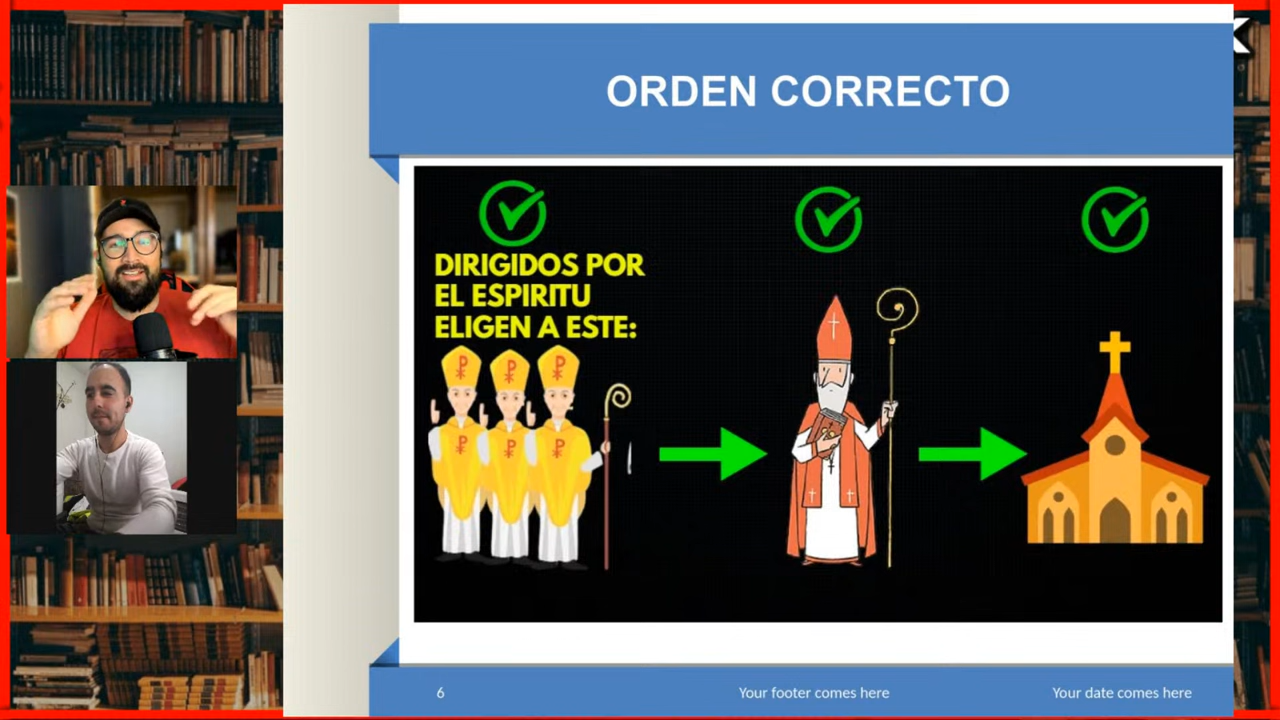 ORDEN CORRECTO
DIRIGIDOS POR
EL ESPIRITU
ELIGEN A ESTE:
6
Your footer comes here
Your date comes here